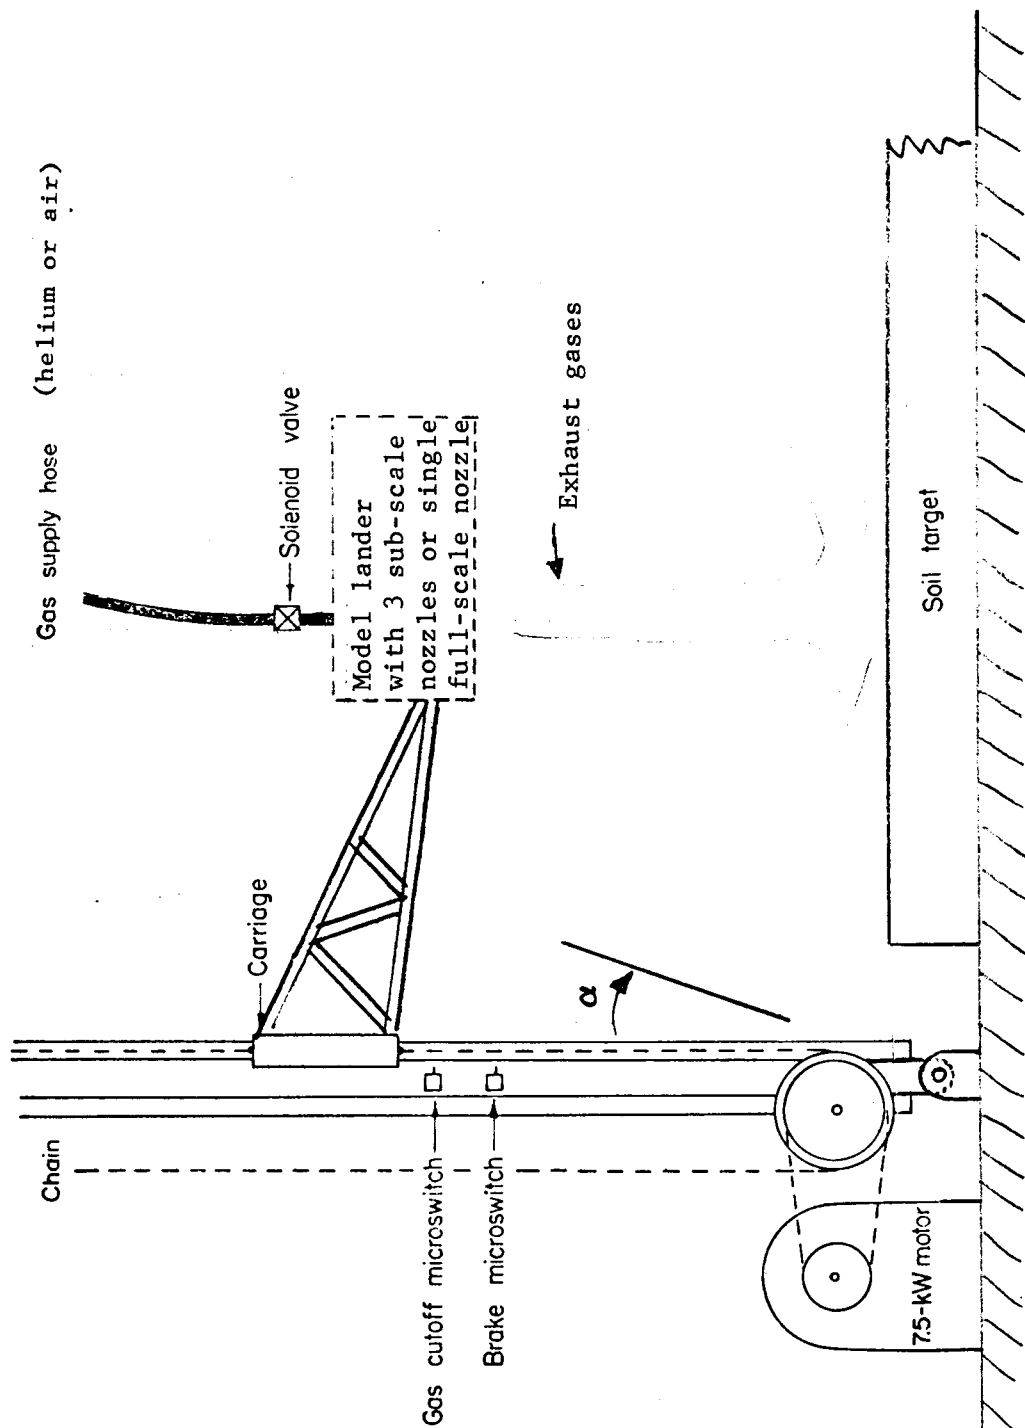 Gas supply hose (helium or air)
Solenoid valve
Model lander
with 3 sub-scale
nozzles or single
full-scale nozzle
Exhaust gases
Carriage
α
Chain
Gas cutoff microswitch
Brake microswitch
7.5-kW motor
Soil target